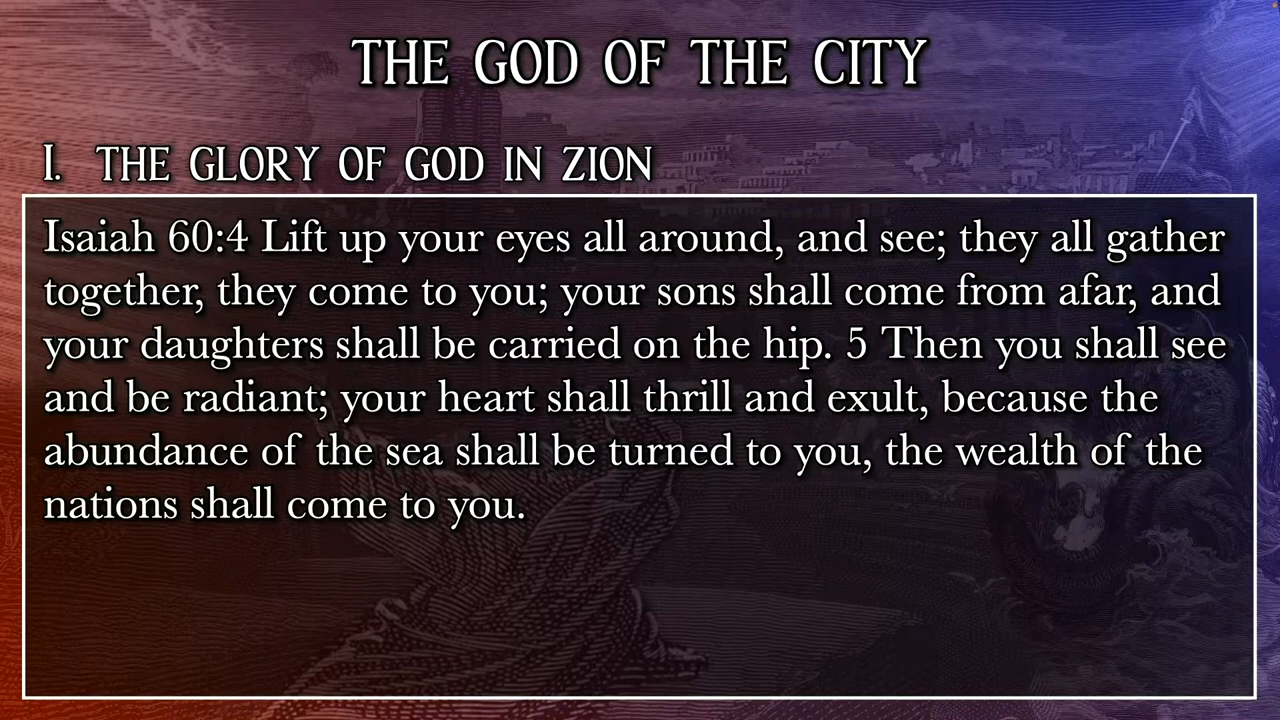 THE GOD OF THE CITY
I. THE GLORY OF GOD IN ZION
Isaiah 60:4 Lift up your eyes all around, and see; they all gather
together, they come to you; your sons shall come from afar, and
your daughters shall be carried on the hip. 5 Then you shall see
and be radiant; your heart shall thrill and exult, because the
abundance of the sea shall be turned to you, the wealth of the
nations shall come to you.